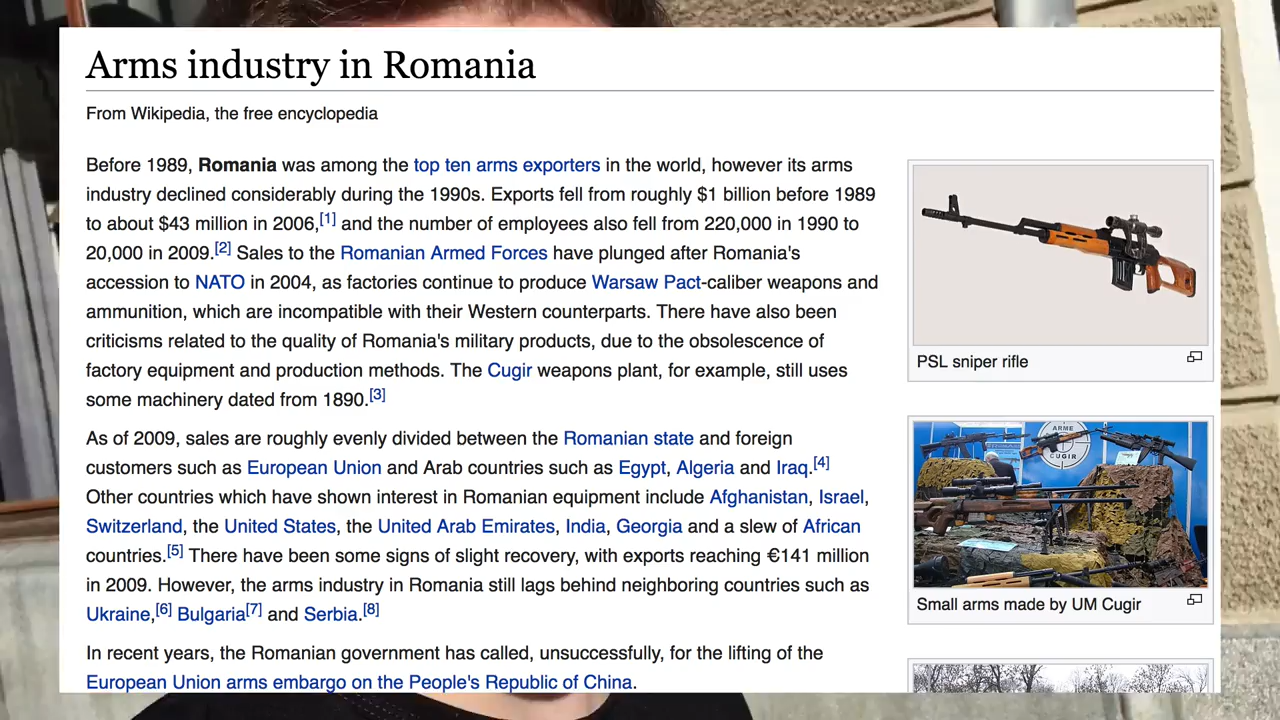 Arms industry in Romania
From Wikipedia, the free encyclopedia
Before 1989, Romania was among the top ten arms exporters in the world, however its arms
industry declined considerably during the 1990s. Exports fell from roughly $1 billion before 1989
to about $43 million in 2006,[1] and the number of employees also fell from 220,000 in 1990 to
20,000 in 2009.[2] Sales to the Romanian Armed Forces have plunged after Romania's
accession to NATO in 2004, as factories continue to produce Warsaw Pact-caliber weapons and
ammunition, which are incompatible with their Western counterparts. There have also been
criticisms related to the quality of Romania's military products, due to the obsolescence of
factory equipment and production methods. The Cugir weapons plant, for example, still uses
some machinery dated from 1890.[3]
As of 2009, sales are roughly evenly divided between the Romanian state and foreign
customers such as European Union and Arab countries such as Egypt, Algeria and Iraq.[4]
Other countries which have shown interest in Romanian equipment include Afghanistan, Israel,
Switzerland, the United States, the United Arab Emirates, India, Georgia and a slew of African
countries.[5] There have been some signs of slight recovery, with exports reaching €141 million
in 2009. However, the arms industry in Romania still lags behind neighboring countries such as
Ukraine,[6] Bulgaria[7] and Serbia.[8]
In recent years, the Romanian government has called, unsuccessfully, for the lifting of the
European Union arms embargo on the People's Republic of China.
PSL sniper rifle
ARME
CUGIR
Small arms made by UM Cugir